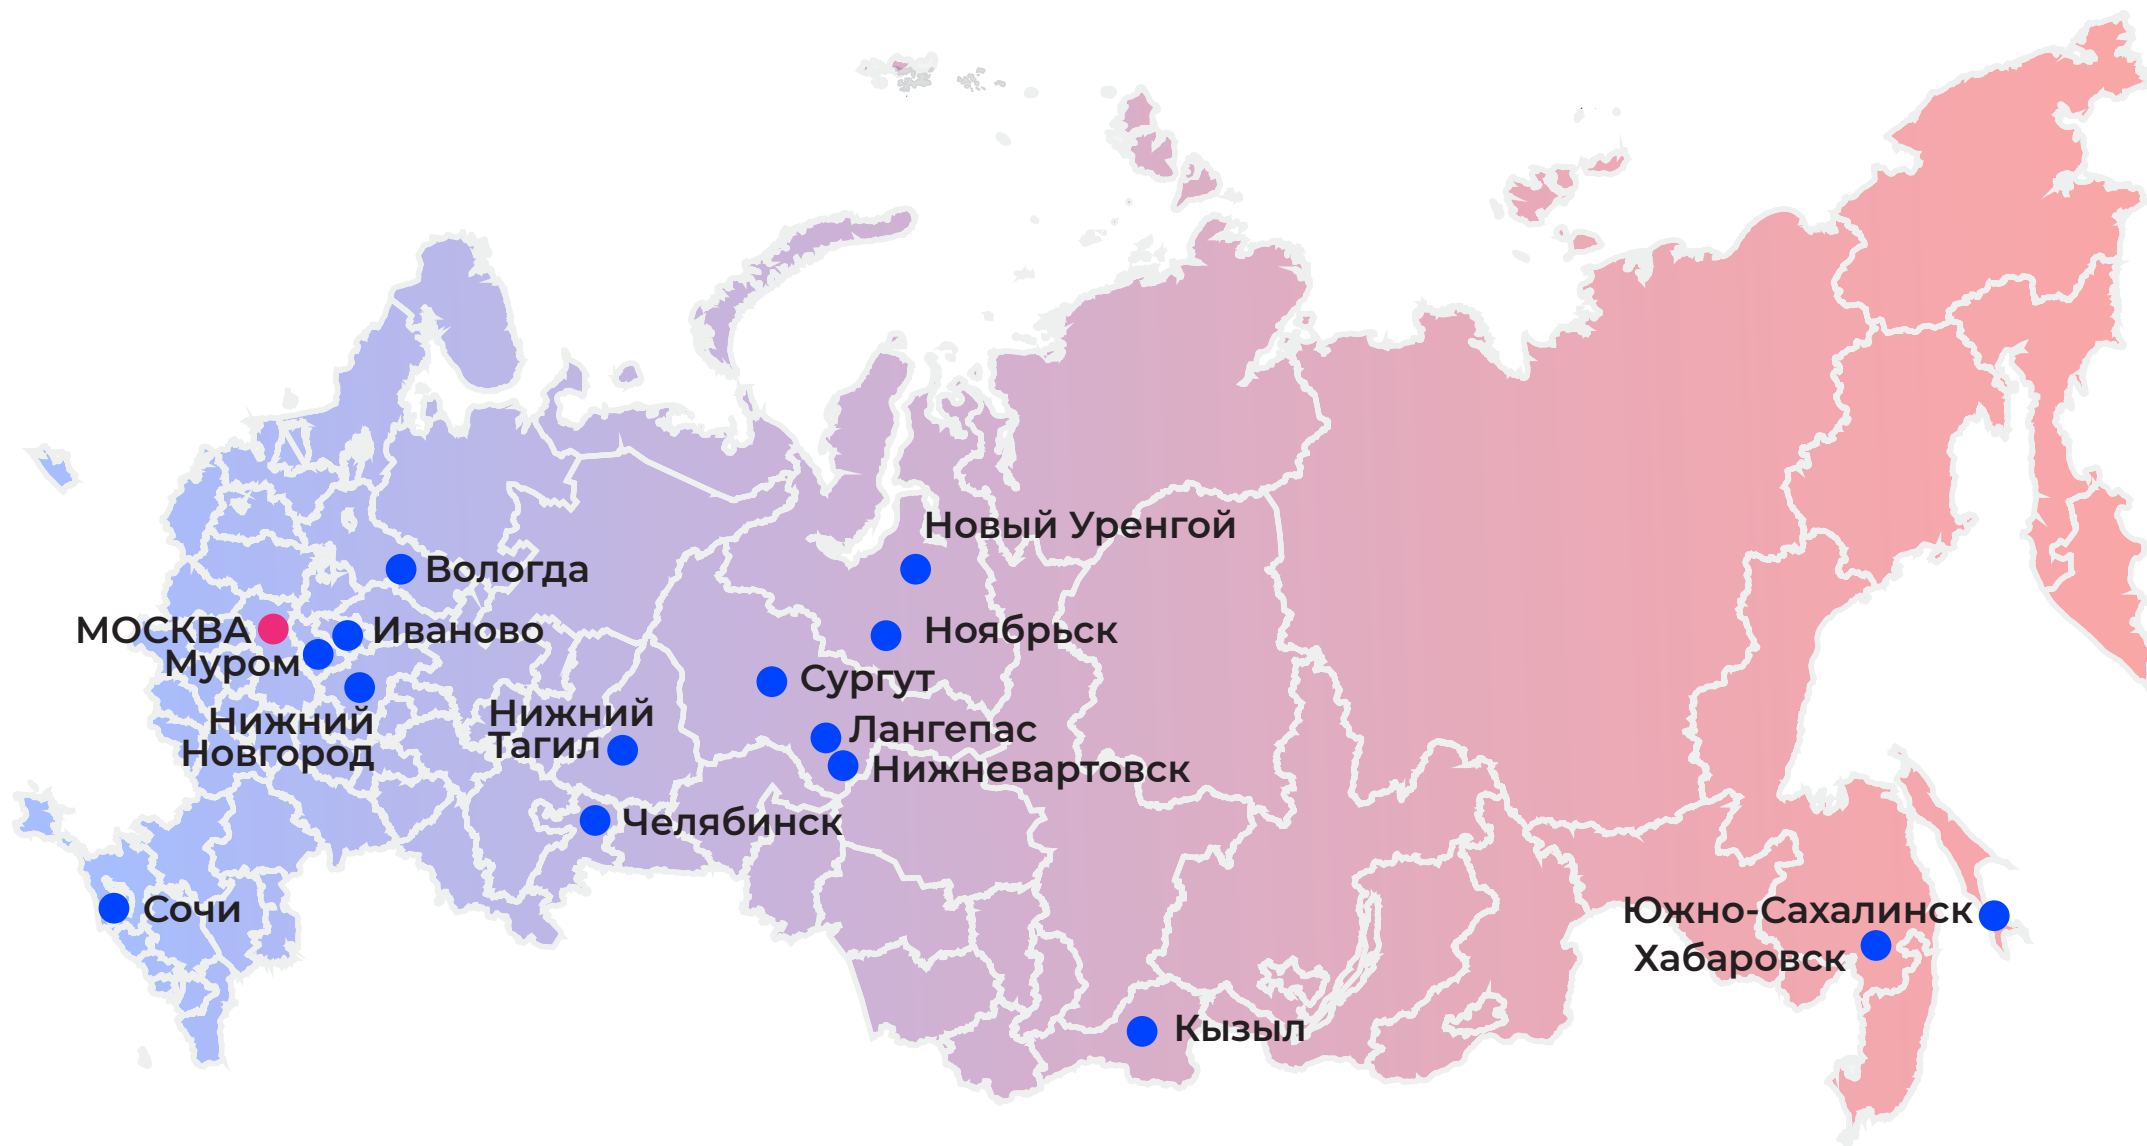 Новый Уренгой
Вологда
МОСКВА
Иваново
Ноябрьск
Муром
Сургут
Нижний
Новгород
Нижний
Тагил
Лангепас
Нижневартовск
Челябинск
Сочи
Южно-Сахалинск
Хабаровск
Кызыл